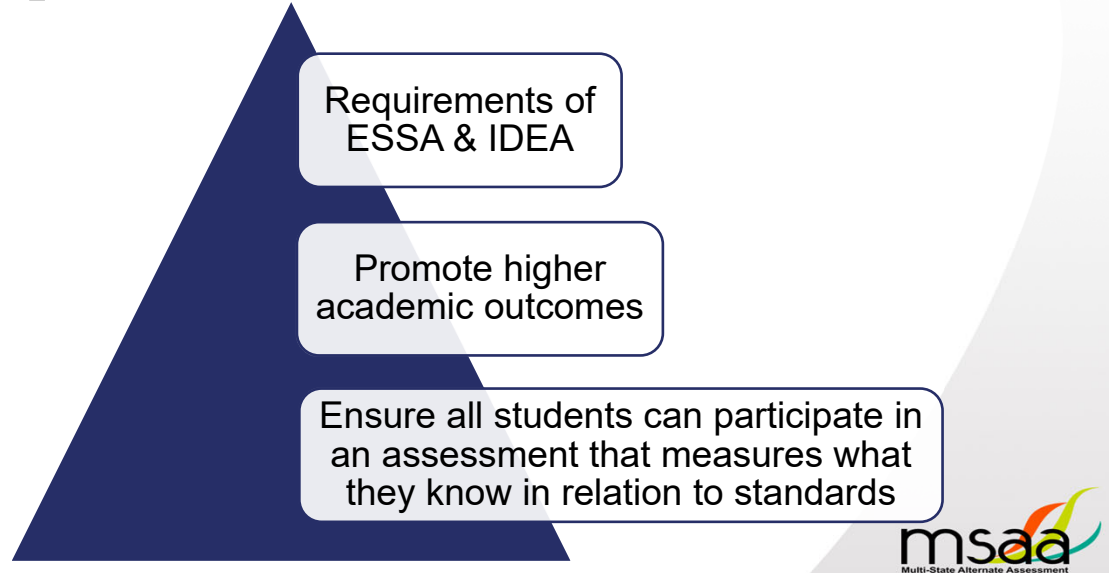 Requirements of
ESSA & IDEA
Promote higher
academic outcomes
Ensure all students can participate in
an assessment that measures what
they know in relation to standards
msaa
Multi-State Alternate Assessment